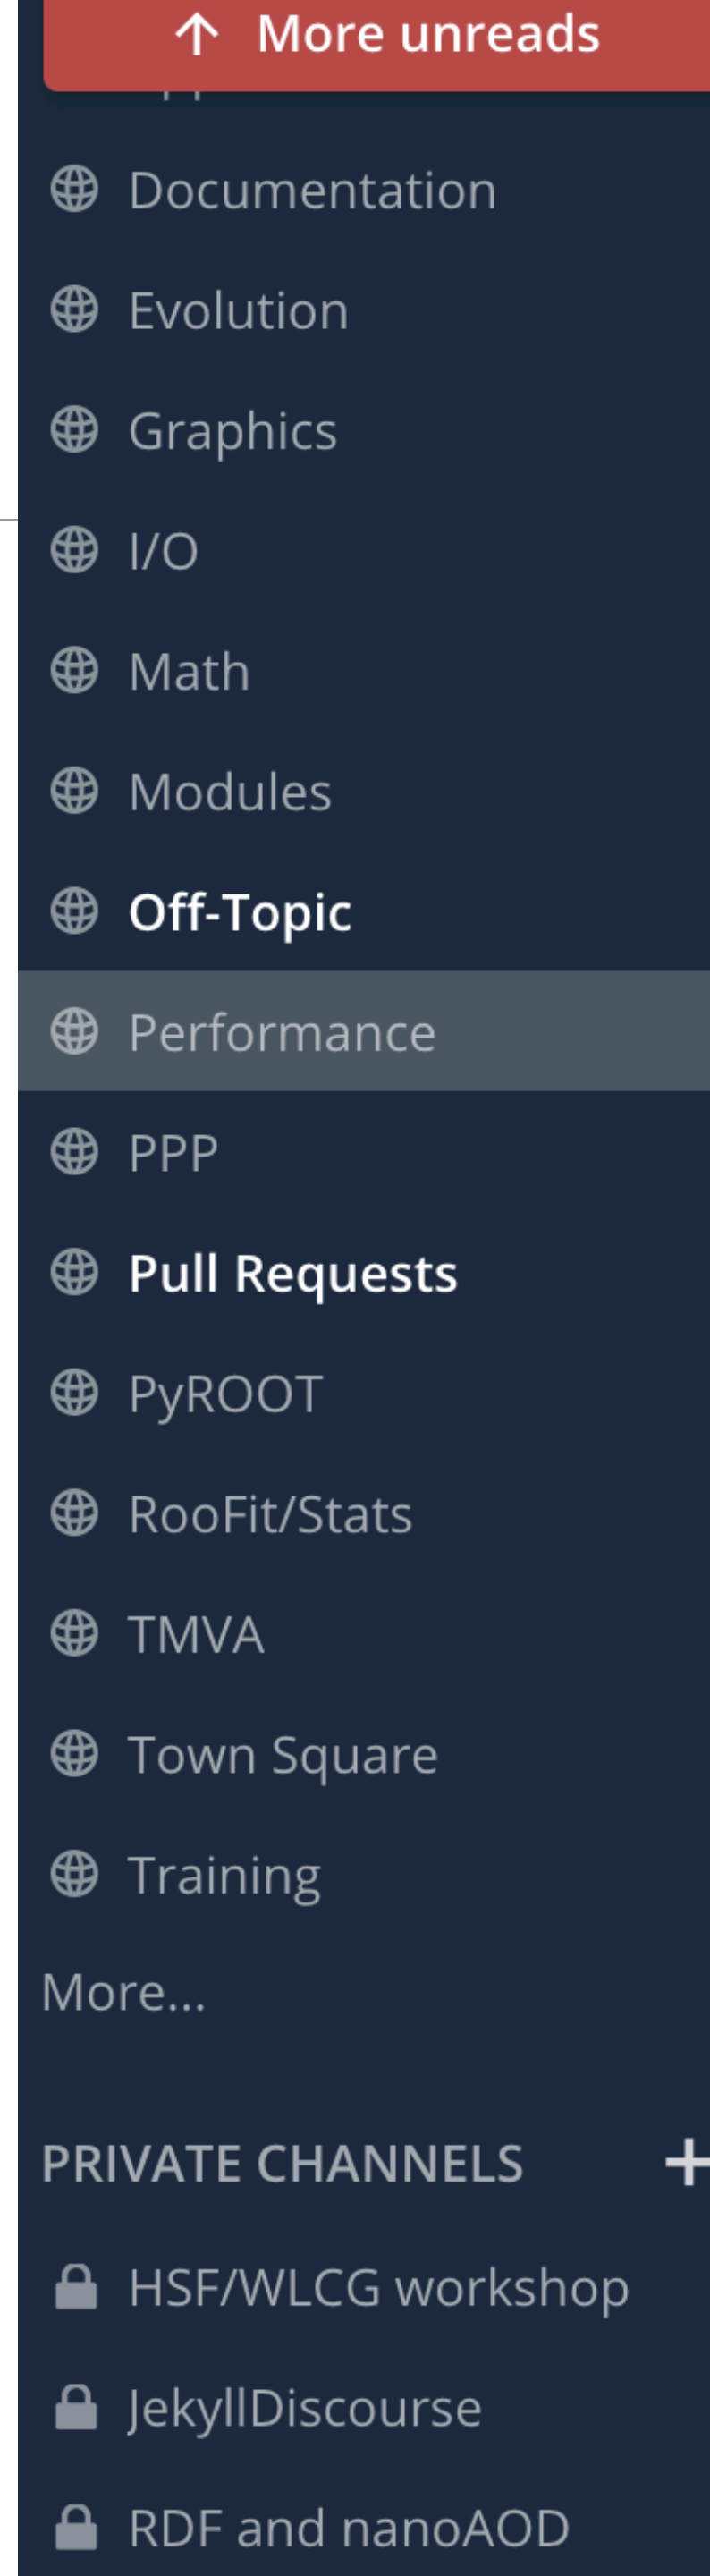 More unreads
Documentation
Evolution
Graphics
I/O
Math
Modules
Off-Topic
Performance
PPP
Pull Requests
PyROOT
RooFit/Stats
TMVA
Town Square
Training
More...
PRIVATE CHANNELS
HSF/WLCG workshop
JekyllDiscourse
RDF and nanoAOD